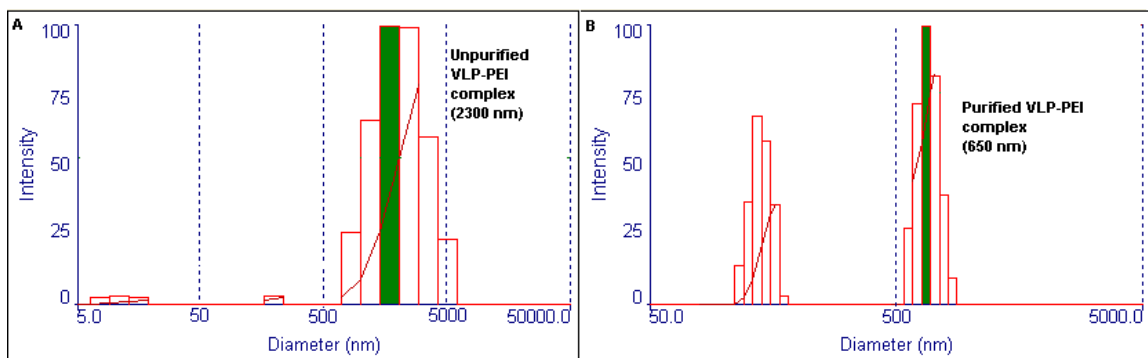 A
100
75
50
25
0
Intensity
Unpurified
VLP-PEI
complex
(2300 nm)
5.0 50 500 5000 50000.0
Diameter (nm)
B
100
75
50
25
0
Intensity
Purified VLP-PEI
complex
(650 nm)
50.0 500 5000.0
Diameter (nm)